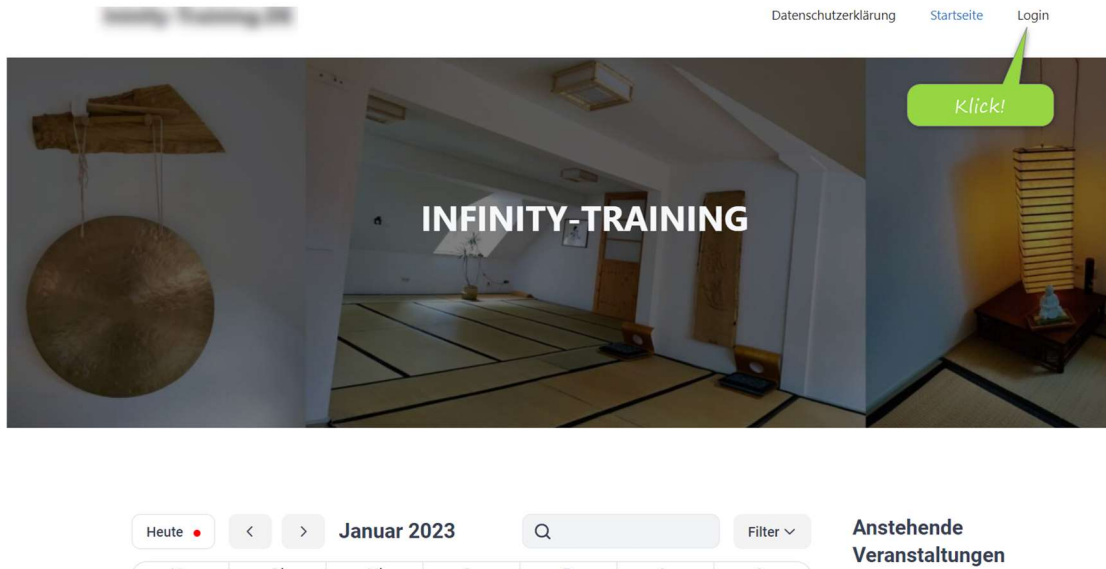 Datenschutzerklärung Startseite Login
Klick!
INFINITY-TRAINING
Heute Januar 2023 Filter
Anstehende
Veranstaltungen